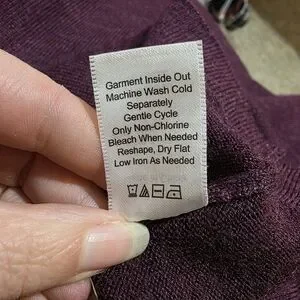 Garment Inside Out
Machine Wash Cold
Separately
Gentle Cycle
Only Non-Chlorine
Bleach When Needed
Reshape, Dry Flat
Low Iron As Needed